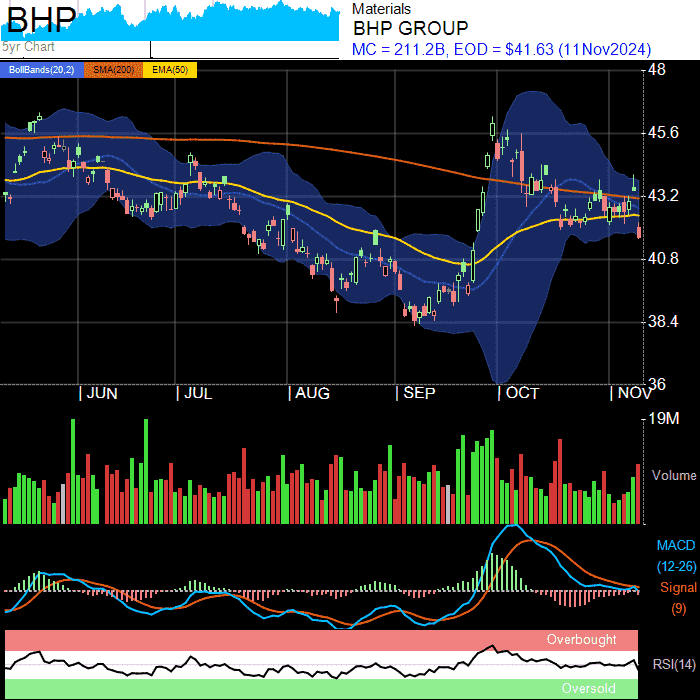 BHP
5yr Chart
Materials
BHP GROUP
MC = 211.2B, EOD = $41.63 (11Nov2024)
BollBands(20,2) SMA(200) EMA(50)
48
45.6
43.2
40.8
38.4
36
| JUN | JUL | AUG | SEP | OCT | NOV
19M
Volume
MACD
(12-26)
Signal
(9)
Overbought
RSI(14)
Oversold